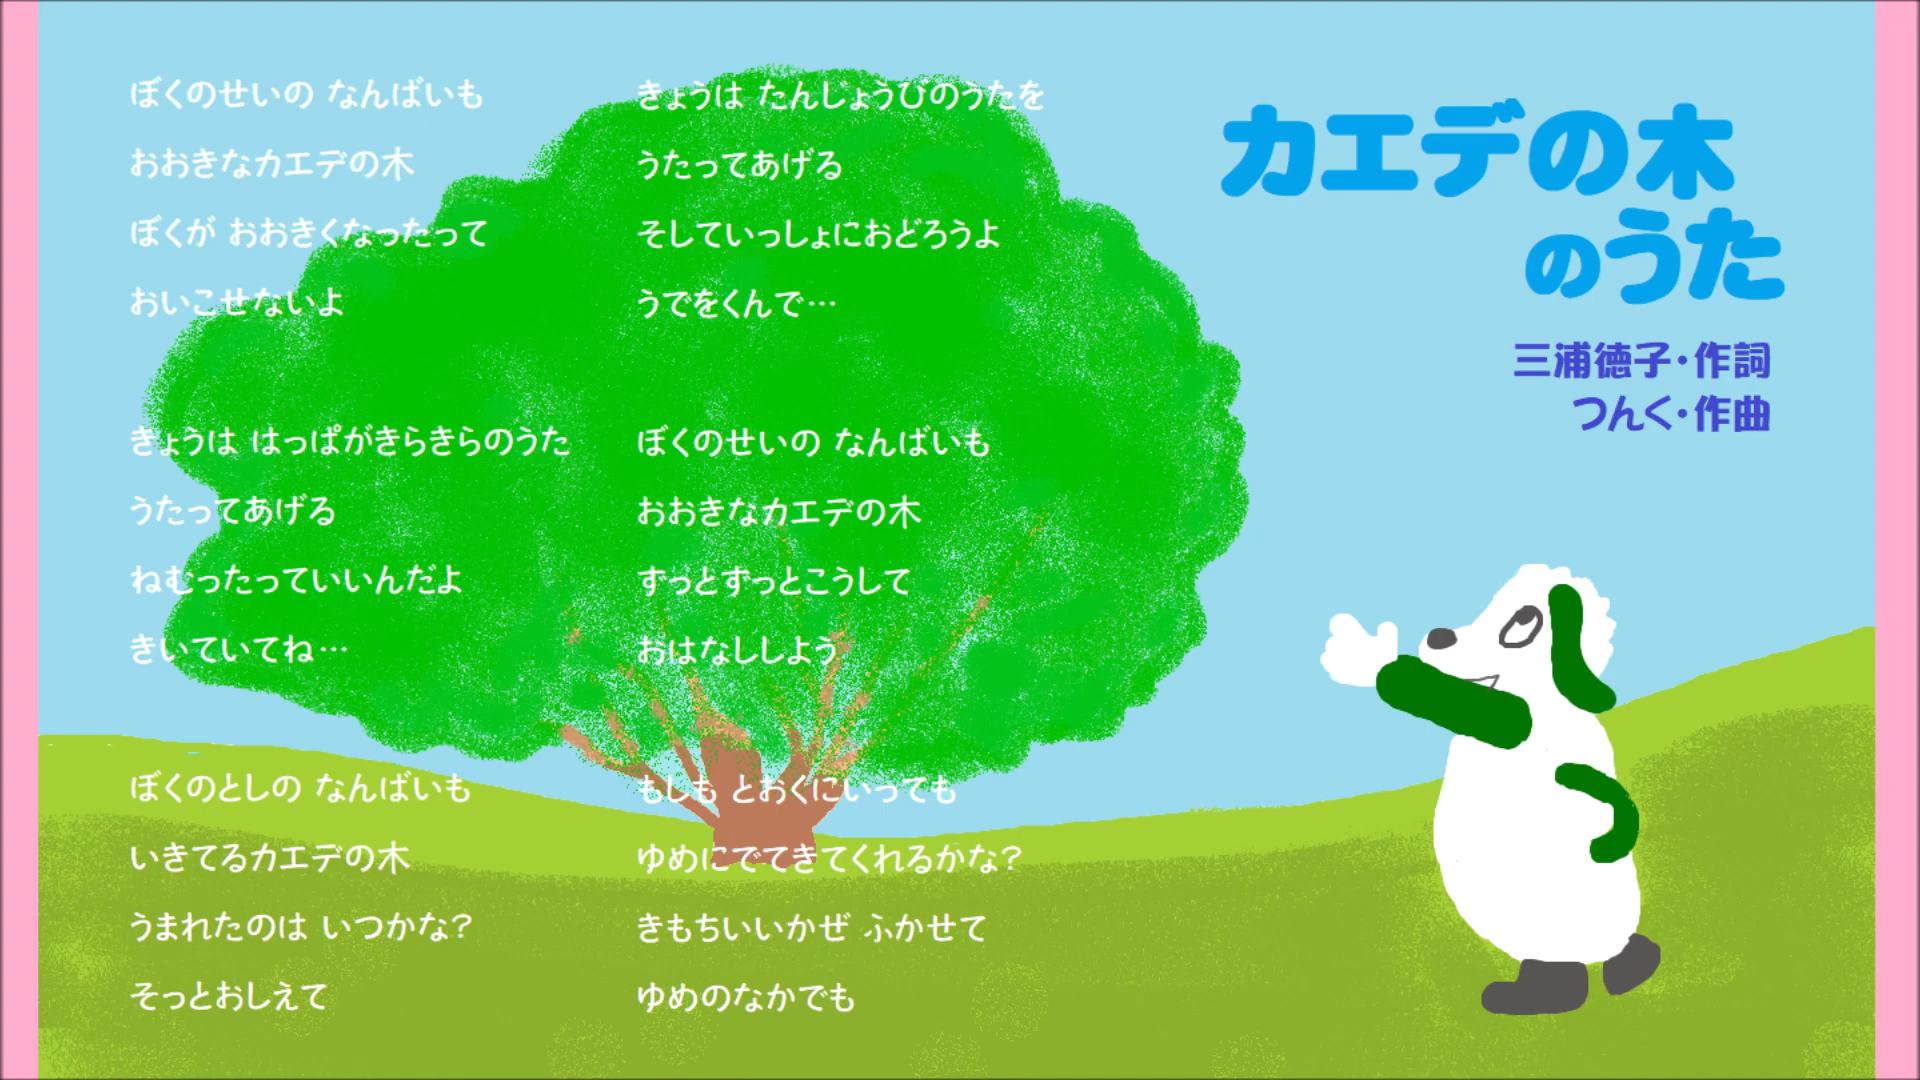 カエデの木
のうた
三浦徳子・作詞
つんく・作曲
ぼくのせいの なんばいも
おおきなカエデの木
ぼくが おおきくなったって
おいこせないよ
きょうは はっぱがきらきらのうた
うたってあげる
ねむったっていいんだよ
きいていてね…
ぼくのとしの なんばいも
いきてるカエデの木
うまれたのは いつかな?
そっとおしえて
きょうは たんじょうびのうたを
うたってあげる
そしていっしょにおどろうよ
うでをくんで…
ぼくのせいの なんばいも
おおきなカエデの木
ずっとずっとこうして
おはなししよう
もしも とおくにいっても
ゆめにでてきてくれるかな?
きもちいいかぜ ふかせて
ゆめのなかでも